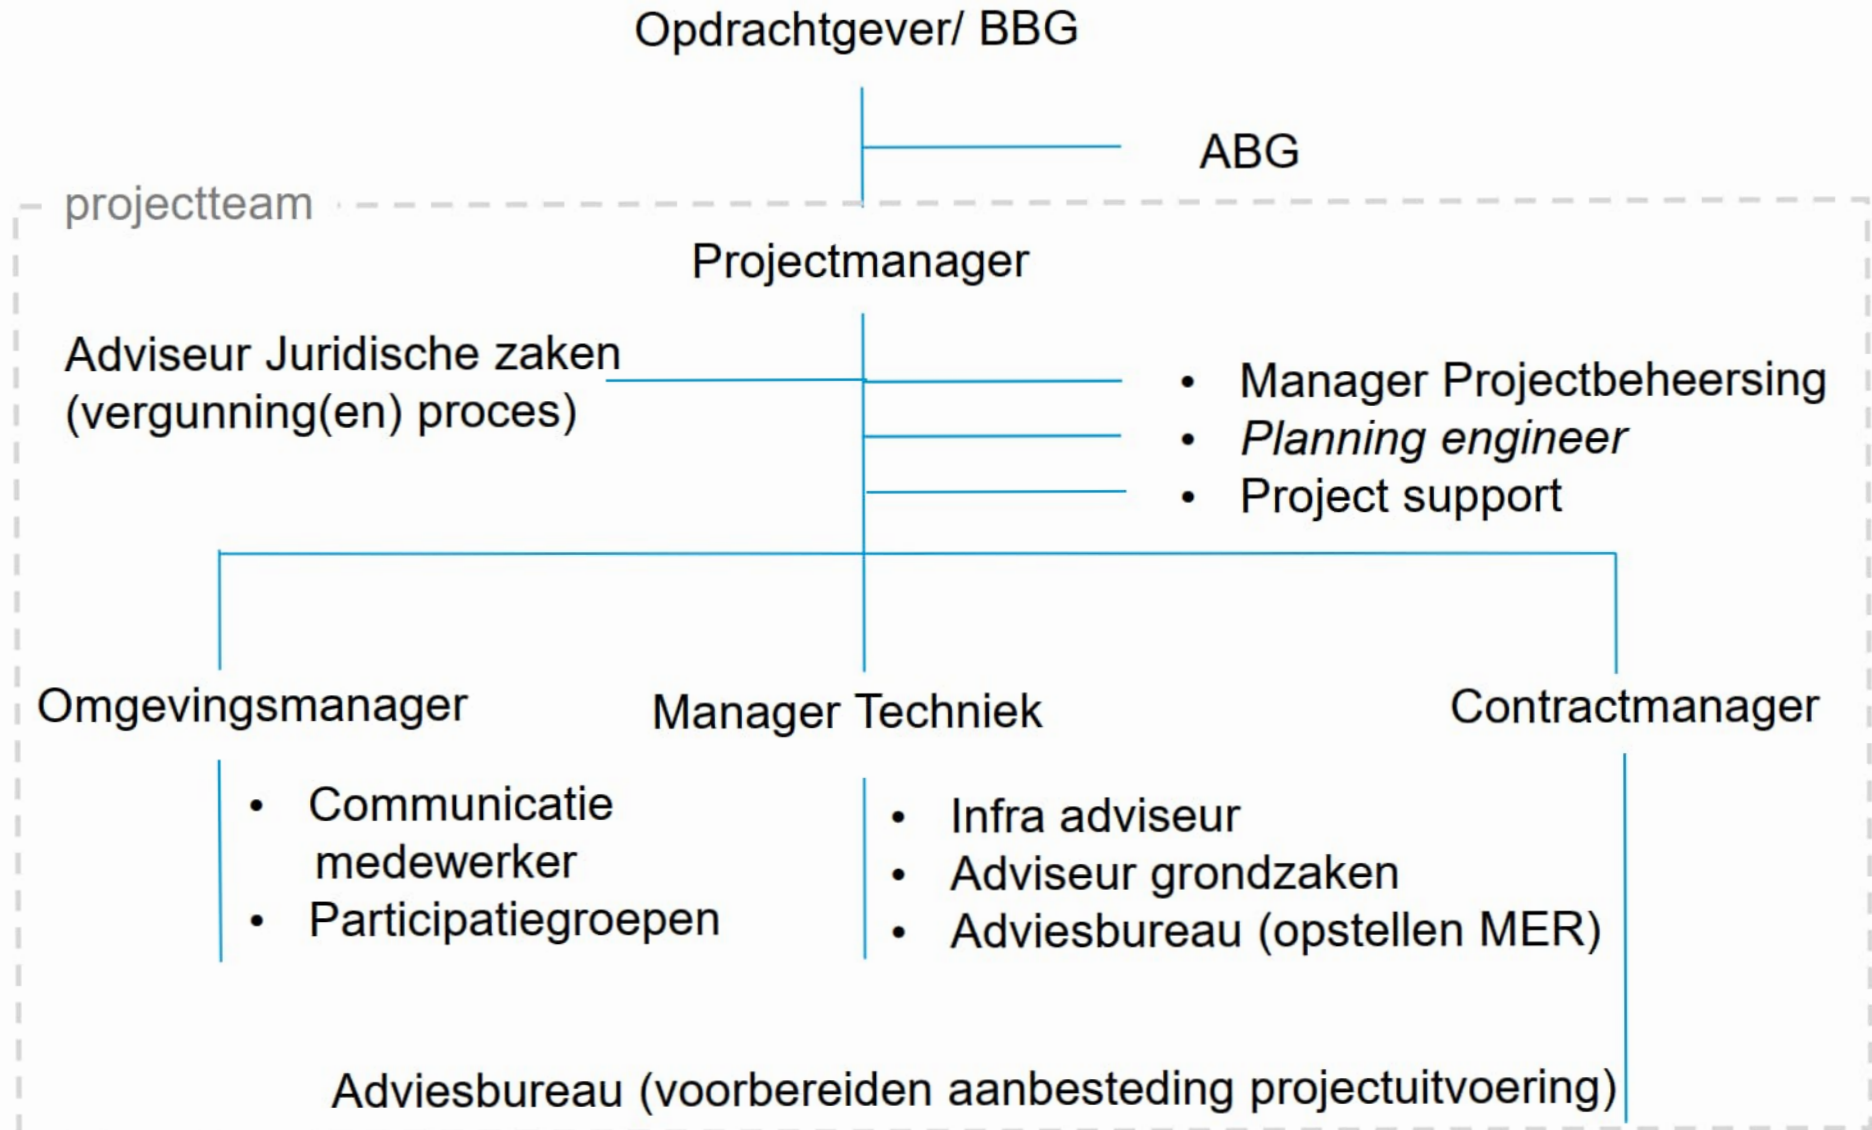 Opdrachtgever/ BBG
ABG
projectteam
Projectmanager
Adviseur Juridische zaken
(vergunning(en) proces)
• Manager Projectbeheersing
• Planning engineer
• Project support
Omgevingsmanager
Manager Techniek
Contractmanager
• Communicatie
medewerker
• Participatiegroepen
• Infra adviseur
• Adviseur grondzaken
• Adviesbureau (opstellen MER)
Adviesbureau (voorbereiden aanbesteding projectuitvoering)